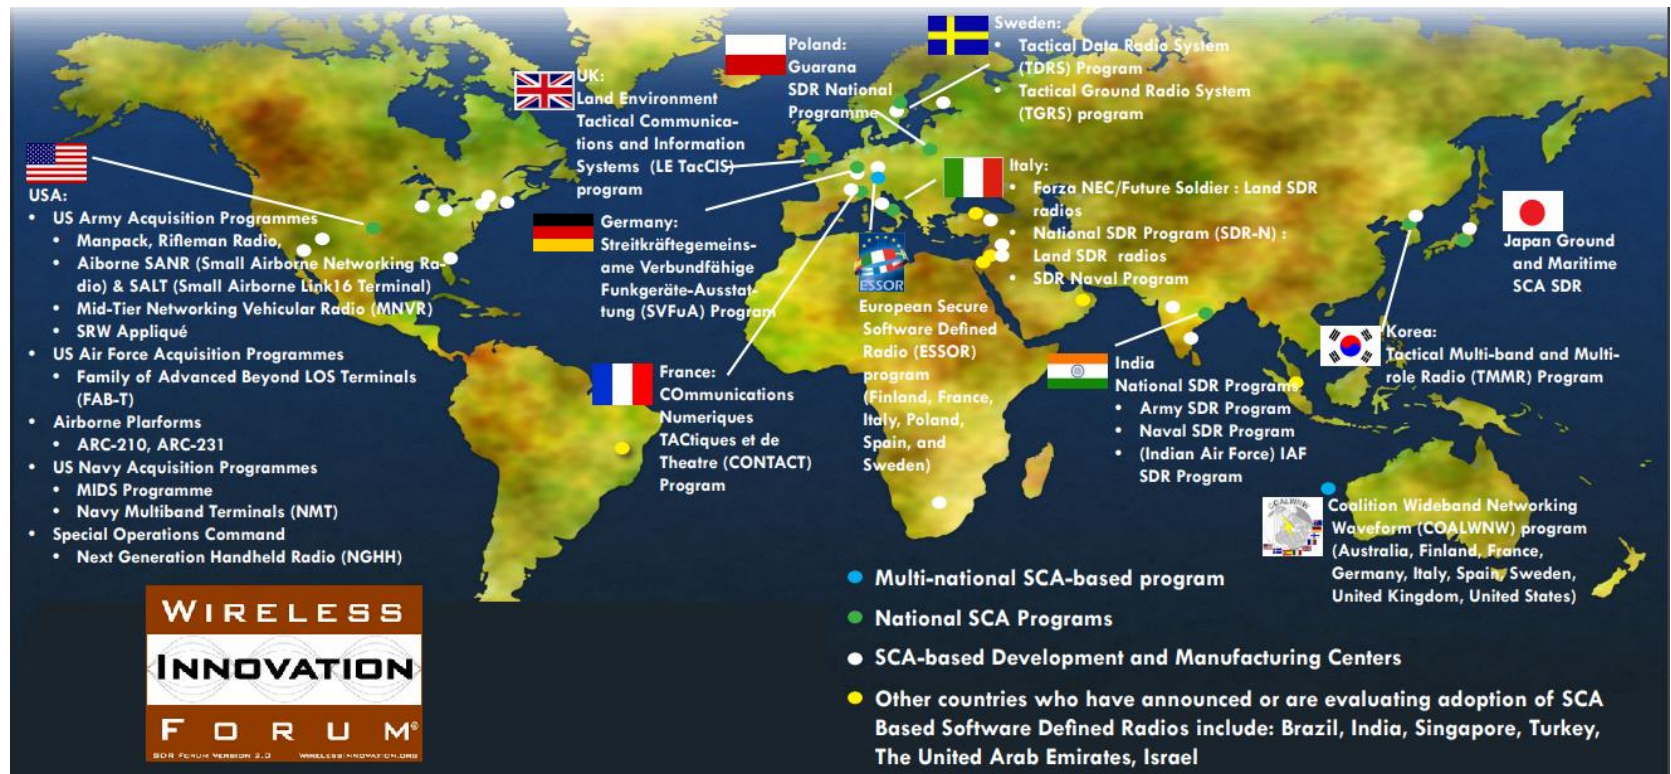 USA:
• US Army Acquisition Programmes
• Manpack, Rifleman Radio,
• Aiborne SANR (Small Airborne Networking Ra-
dio) & SALT (Small Airborne Link16 Terminal)
• Mid-Tier Networking Vehicular Radio (MNVR)
• SRW Appliqué
• US Air Force Acquisition Programmes
• Family of Advanced Beyond LOS Terminals
(FAB-T)
• Airborne Plarforms
• ARC-210, ARC-231
• US Navy Acquisition Programmes
• MIDS Programme
• Navy Multiband Terminals (NMT)
• Special Operations Command
• Next Generation Handheld Radio (NGHH)
UK:
Land Environment
Tactical Communica-
tions and Information
Systems (LE TacCIS)
program
Poland:
Guarana
SDR National
Programme
Sweden:
• Tactical Data Radio System
(TDRS) Program
• Tactical Ground Radio System
(TGRS) program
Germany:
Streitkräftegemeins-
ame Verbundfähige
Funkgeräte-Ausstat-
tung (SVFuA) Program
France:
COmmunications
Numeriques
TACtiques et de
Theatre (CONTACT)
Program
Italy:
• Forza NEC/Future Soldier : Land SDR
radios
• National SDR Program (SDR-N) :
• Land SDR radios
• SDR Naval Program
ESSOR
European Secure
Software Defined
Radio (ESSOR)
program
(Finland, France,
Italy, Poland,
Spain, and
Sweden)
India
National SDR Programs
• Army SDR Program
• Naval SDR Program
• (Indian Air Force) IAF
SDR Program
Japan Ground
and Maritime
SCA SDR
Korea:
Tactical Multi-band and Multi-
role Radio (TMMR) Program
COALWNW
Coalition Wideband Networking
Waveform (COALWNW) program
(Australia, Finland, France,
Germany, Italy, Spain, Sweden,
United Kingdom, United States)
Multi-national SCA-based program
National SCA Programs
SCA-based Development and Manufacturing Centers
Other countries who have announced or are evaluating adoption of SCA
Based Software Defined Radios include: Brazil, India, Singapore, Turkey,
The United Arab Emirates, Israel
WIRELESS
INNOVATION
FORUM®
SDR FORUM VERSION 2.0 WIRELESSINNOVATION.ORG